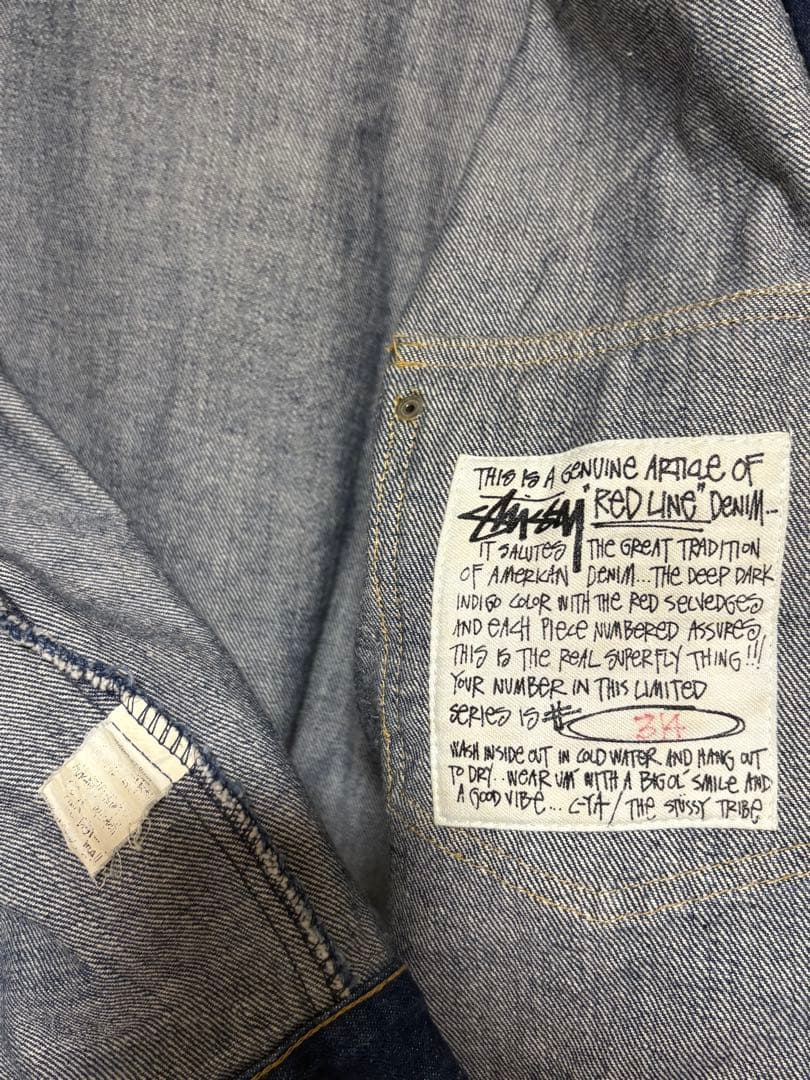 THIS IS A GENUINE ARTICLE OF
STÜSSY "RED LINE" DENIM...
IT SALUTES THE GREAT TRADITION
OF AMERICAN DENIM...THE DEEP DARK
INDIGO COLOR WITH THE RED SELVEDGES
AND EACH PIECE NUMBERED ASSURES
THIS IS THE REAL SUPERFLY THING!!!
YOUR NUMBER IN THIS LIMITED
SERIES IS #
WASH INSIDE OUT IN COLD WATER AND HANG OUT
TO DRY.. WEAR UM' WITH A BIG OL' SMILE AND
A GOOD VIBE... C-YA / THE STÜSSY TRIBE